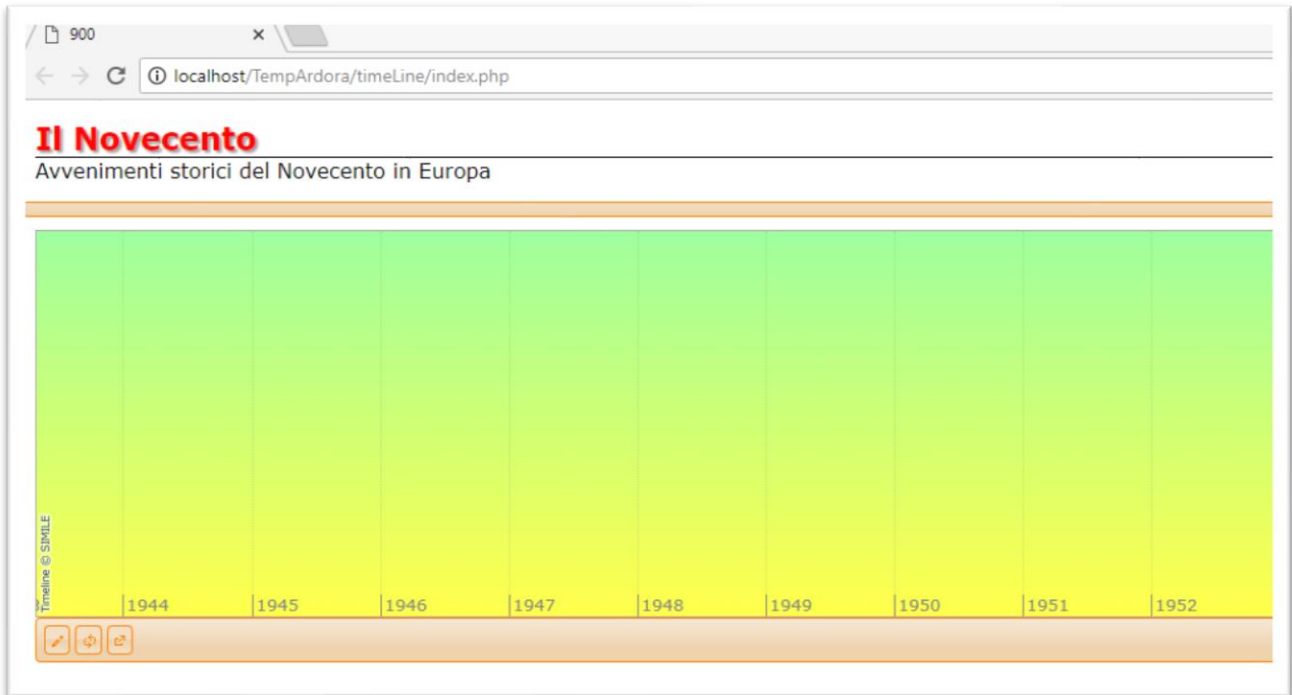 900
localhost/TempArdora/timeLine/index.php
Il Novecento
Avvenimenti storici del Novecento in Europa
Timeline © SIMILE
1944 1945 1946 1947 1948 1949 1950 1951 1952